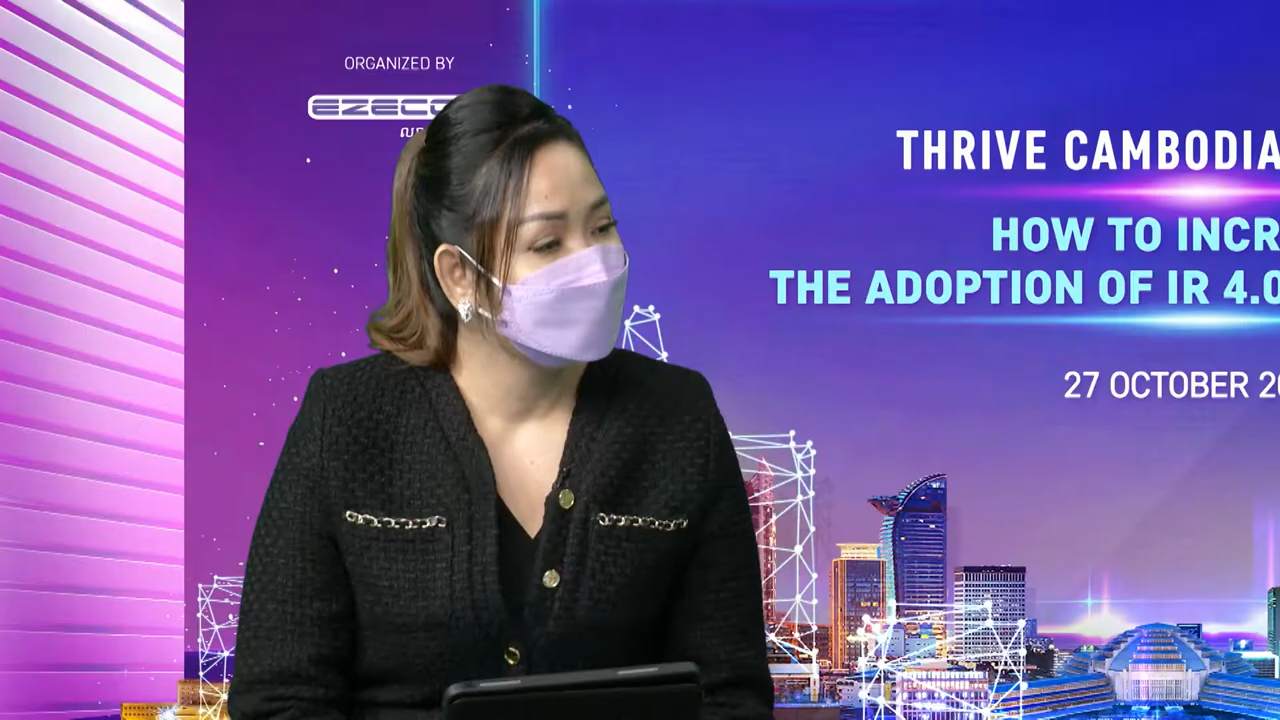 ORGANIZED BY
THRIVE CAMBODIA
HOW TO INCR
THE ADOPTION OF IR 4.0
27 OCTOBER 20